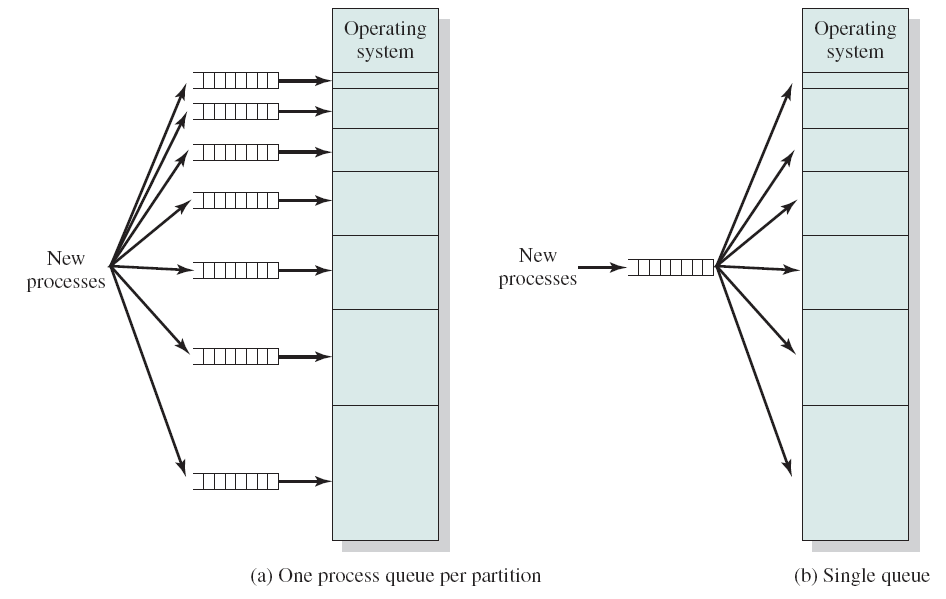 Operating
system
New
processes
(a) One process queue per partition
Operating
system
New
processes
(b) Single queue